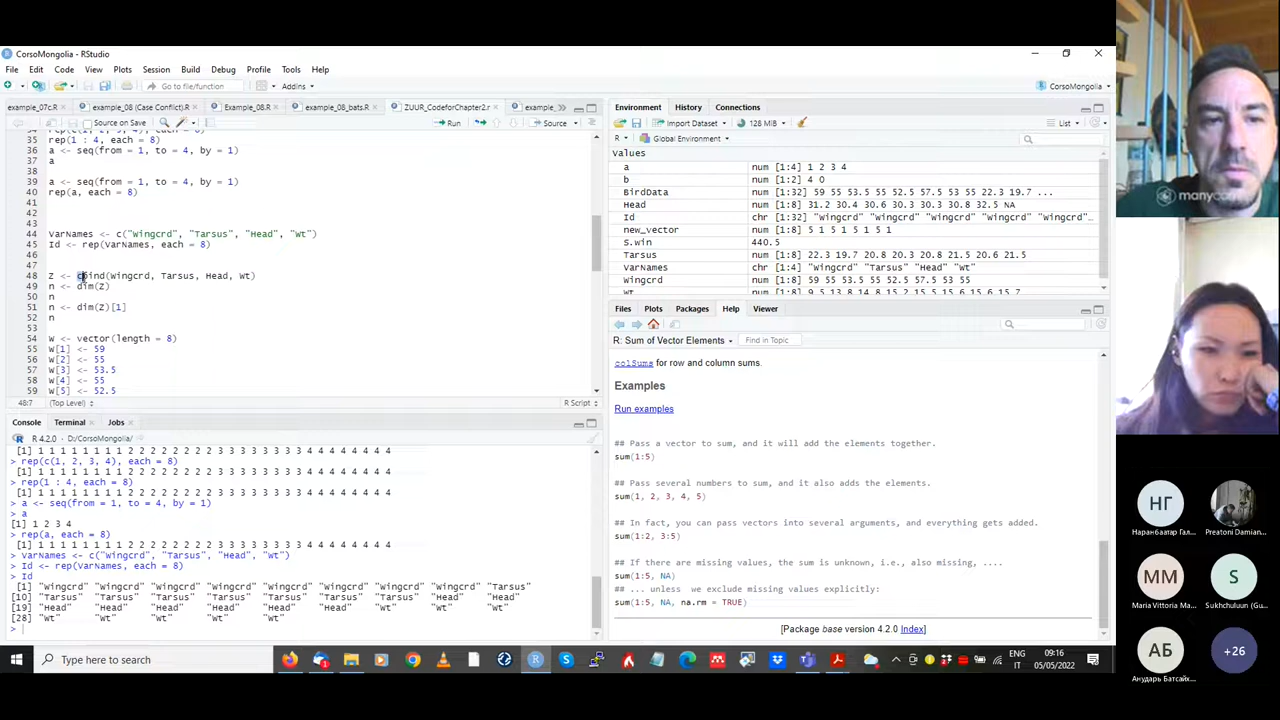 CorsoMongolia - RStudio
File Edit Code View Plots Session Build Debug Profile Tools Help
Go to file/function
Addins
CorsoMongolia
example_07c.R
example_08 (Case Conflict).R
Example_08.R
example_08_bats.R
ZUUR_CodeforChapter2.r
example_
Source on Save
Run
Source
35 rep(1 : 4, each = 8)
36 a <- seq(from = 1, to = 4, by = 1)
37 a
38
39 a <- seq(from = 1, to = 4, by = 1)
40 rep(a, each = 8)
41
42
43
44 VarNames <- c("Wingcrd", "Tarsus", "Head", "Wt")
45 Id <- rep(VarNames, each = 8)
46
47
48 Z <- cbind(Wingcrd, Tarsus, Head, Wt)
49 n <- dim(Z)
50 n
51 n <- dim(Z)[1]
52 n
53
54 W <- vector(length = 8)
55 W[1] <- 59
56 W[2] <- 55
57 W[3] <- 53.5
58 W[4] <- 55
59 W[5] <- 52.5
48:7 (Top Level) R Script
Console Terminal Jobs
R 4.2.0 · D:/CorsoMongolia/
[1] 1 1 1 1 1 1 1 1 2 2 2 2 2 2 2 2 3 3 3 3 3 3 3 3 4 4 4 4 4 4 4 4
> rep(c(1, 2, 3, 4), each = 8)
[1] 1 1 1 1 1 1 1 1 2 2 2 2 2 2 2 2 3 3 3 3 3 3 3 3 4 4 4 4 4 4 4 4
> rep(1 : 4, each = 8)
[1] 1 1 1 1 1 1 1 1 2 2 2 2 2 2 2 2 3 3 3 3 3 3 3 3 4 4 4 4 4 4 4 4
> a <- seq(from = 1, to = 4, by = 1)
> a
[1] 1 2 3 4
> rep(a, each = 8)
[1] 1 1 1 1 1 1 1 1 2 2 2 2 2 2 2 2 3 3 3 3 3 3 3 3 4 4 4 4 4 4 4 4
> VarNames <- c("Wingcrd", "Tarsus", "Head", "Wt")
> Id <- rep(VarNames, each = 8)
> Id
[1] "Wingcrd" "Wingcrd" "Wingcrd" "Wingcrd" "Wingcrd" "Wingcrd" "Wingcrd" "Wingcrd" "Tarsus"
[10] "Tarsus" "Tarsus" "Tarsus" "Tarsus" "Tarsus" "Tarsus" "Tarsus" "Head" "Head"
[19] "Head" "Head" "Head" "Head" "Head" "Head" "Wt" "Wt" "Wt"
[28] "Wt" "Wt" "Wt" "Wt" "Wt"
>
Environment History Connections
Import Dataset 128 MiB List
R Global Environment
Values
a num [1:4] 1 2 3 4
b num [1:2] 4 0
BirdData num [1:32] 59 55 53.5 55 52.5 57.5 53 55 22.3 19.7 ...
Head num [1:8] 31.2 30.4 30.6 30.3 30.3 30.8 32.5 NA
Id chr [1:32] "Wingcrd" "Wingcrd" "Wingcrd" "Wingcrd" "Wingcrd"...
new_vector num [1:8] 5 1 5 1 5 1 5 1
S.win 440.5
Tarsus num [1:8] 22.3 19.7 20.8 20.3 20.8 21.5 20.6 21.5
VarNames chr [1:4] "Wingcrd" "Tarsus" "Head" "Wt"
Wingcrd num [1:8] 59 55 53.5 55 52.5 57.5 53 55
Files Plots Packages Help Viewer
R: Sum of Vector Elements Find in Topic
colSums for row and column sums.
Examples
Run examples
## Pass a vector to sum, and it will add the elements together.
sum(1:5)
## Pass several numbers to sum, and it also adds the elements.
sum(1, 2, 3, 4, 5)
## In fact, you can pass vectors into several arguments, and everything gets added.
sum(1:2, 3:5)
## If there are missing values, the sum is unknown, i.e., also missing, ....
sum(1:5, NA)
## ... unless we exclude missing values explicitly:
sum(1:5, NA, na.rm = TRUE)
[Package base version 4.2.0 Index]
Type here to search
ENG
IT
09:16
05/05/2022
manycam
НГ
Наранбаатар Гал...
Preatoni Damian...
MM
Maria Vittoria Ma...
S
Sukhchuluun (Gu...
АБ
Анударь Батсайх...
+26